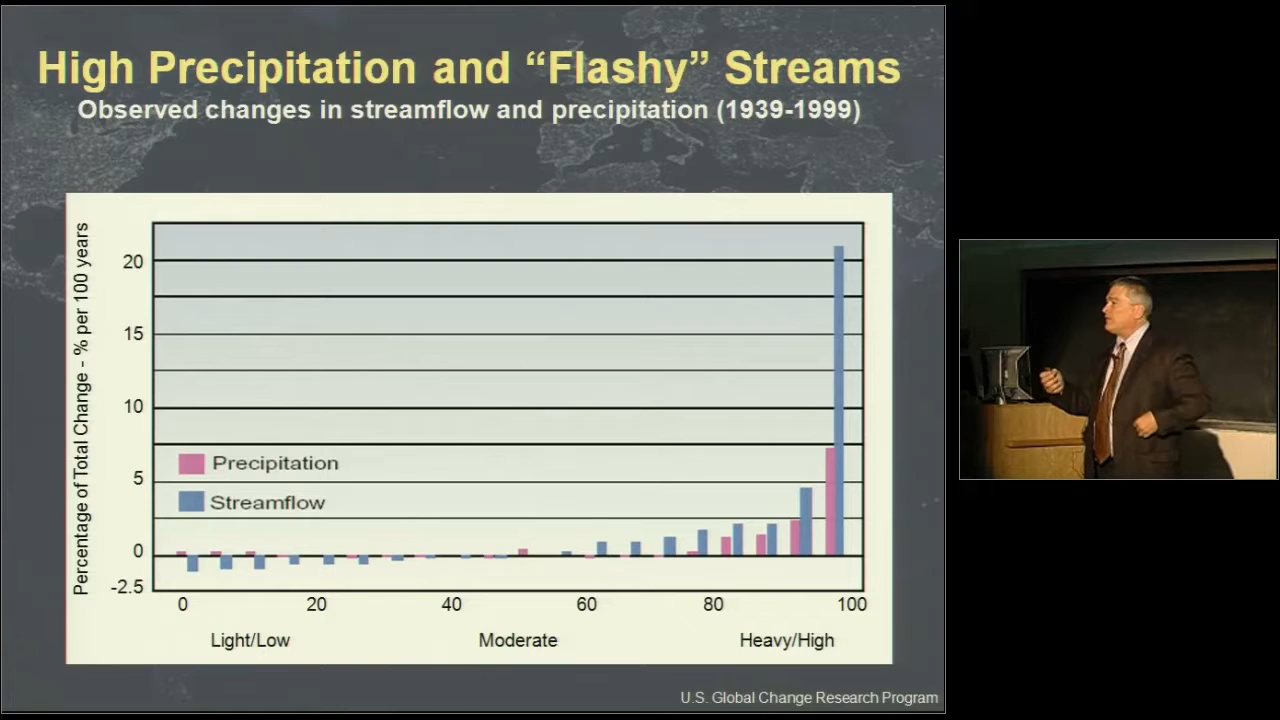 High Precipitation and “Flashy” Streams
Observed changes in streamflow and precipitation (1939-1999)
Percentage of Total Change - % per 100 years
20
15
10
5
0
-2.5
Precipitation
Streamflow
0 20 40 60 80 100
Light/Low Moderate Heavy/High
U.S. Global Change Research Program